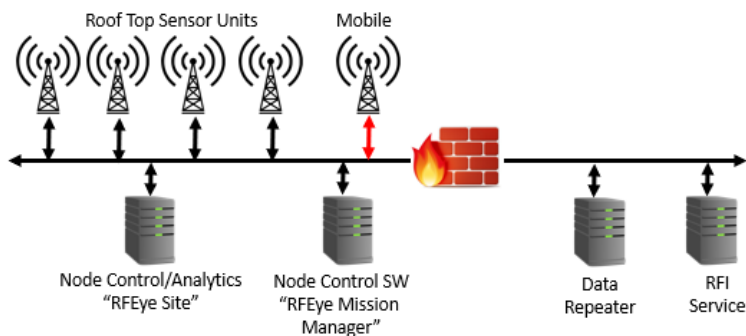 Roof Top Sensor Units
Mobile
Node Control/Analytics
“RFEye Site”
Node Control SW
“RFEye Mission
Manager”
Data
Repeater
RFI
Service